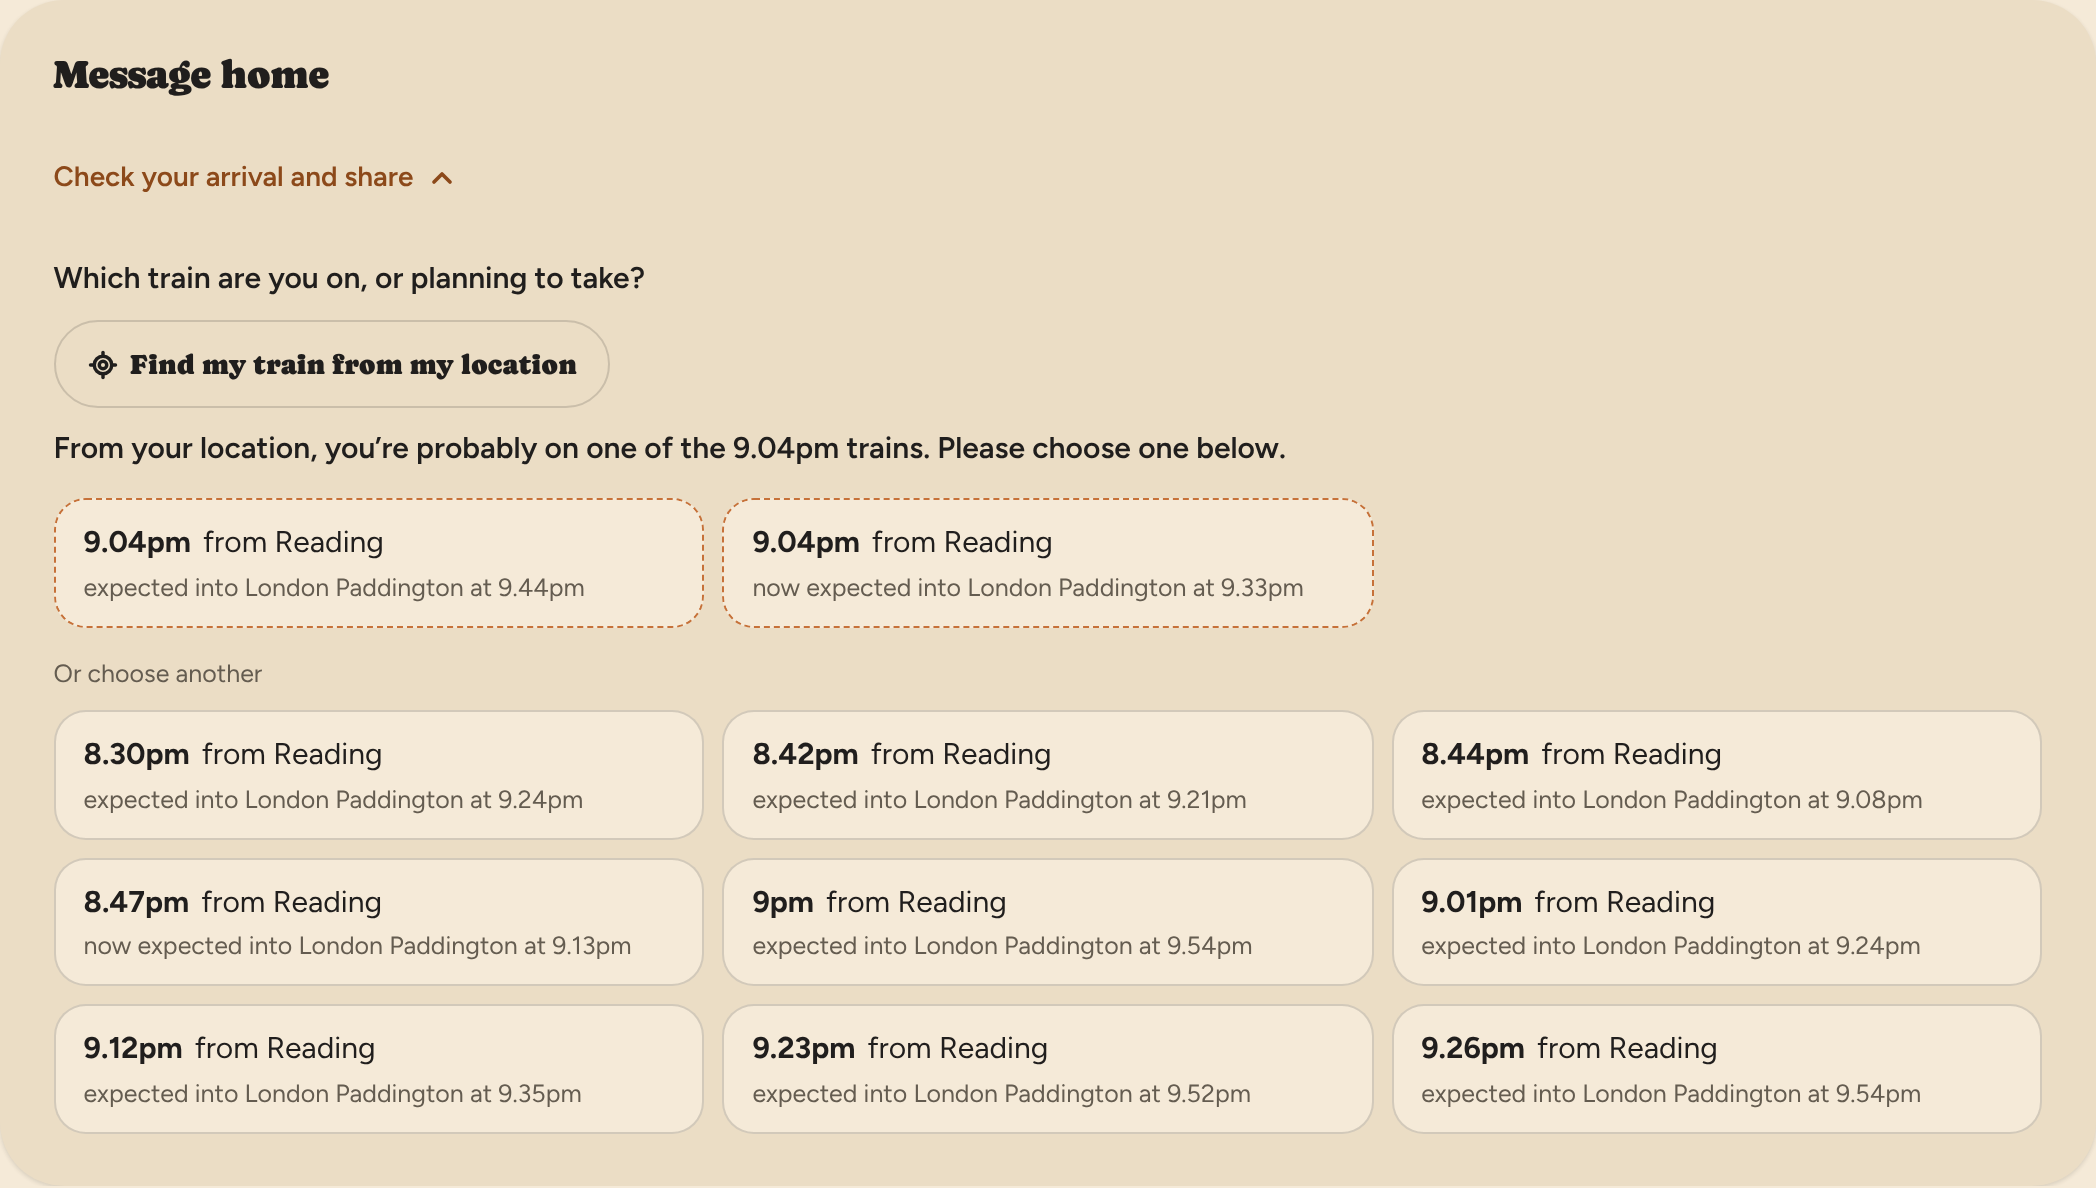 Message home
Check your arrival and share
Which train are you on, or planning to take?
Find my train from my location
From your location, you’re probably on one of the 9.04pm trains. Please choose one below.
9.04pm from Reading
expected into London Paddington at 9.44pm
9.04pm from Reading
now expected into London Paddington at 9.33pm
Or choose another
8.30pm from Reading
expected into London Paddington at 9.24pm
8.42pm from Reading
expected into London Paddington at 9.21pm
8.44pm from Reading
expected into London Paddington at 9.08pm
8.47pm from Reading
now expected into London Paddington at 9.13pm
9pm from Reading
expected into London Paddington at 9.54pm
9.01pm from Reading
expected into London Paddington at 9.24pm
9.12pm from Reading
expected into London Paddington at 9.35pm
9.23pm from Reading
expected into London Paddington at 9.52pm
9.26pm from Reading
expected into London Paddington at 9.54pm